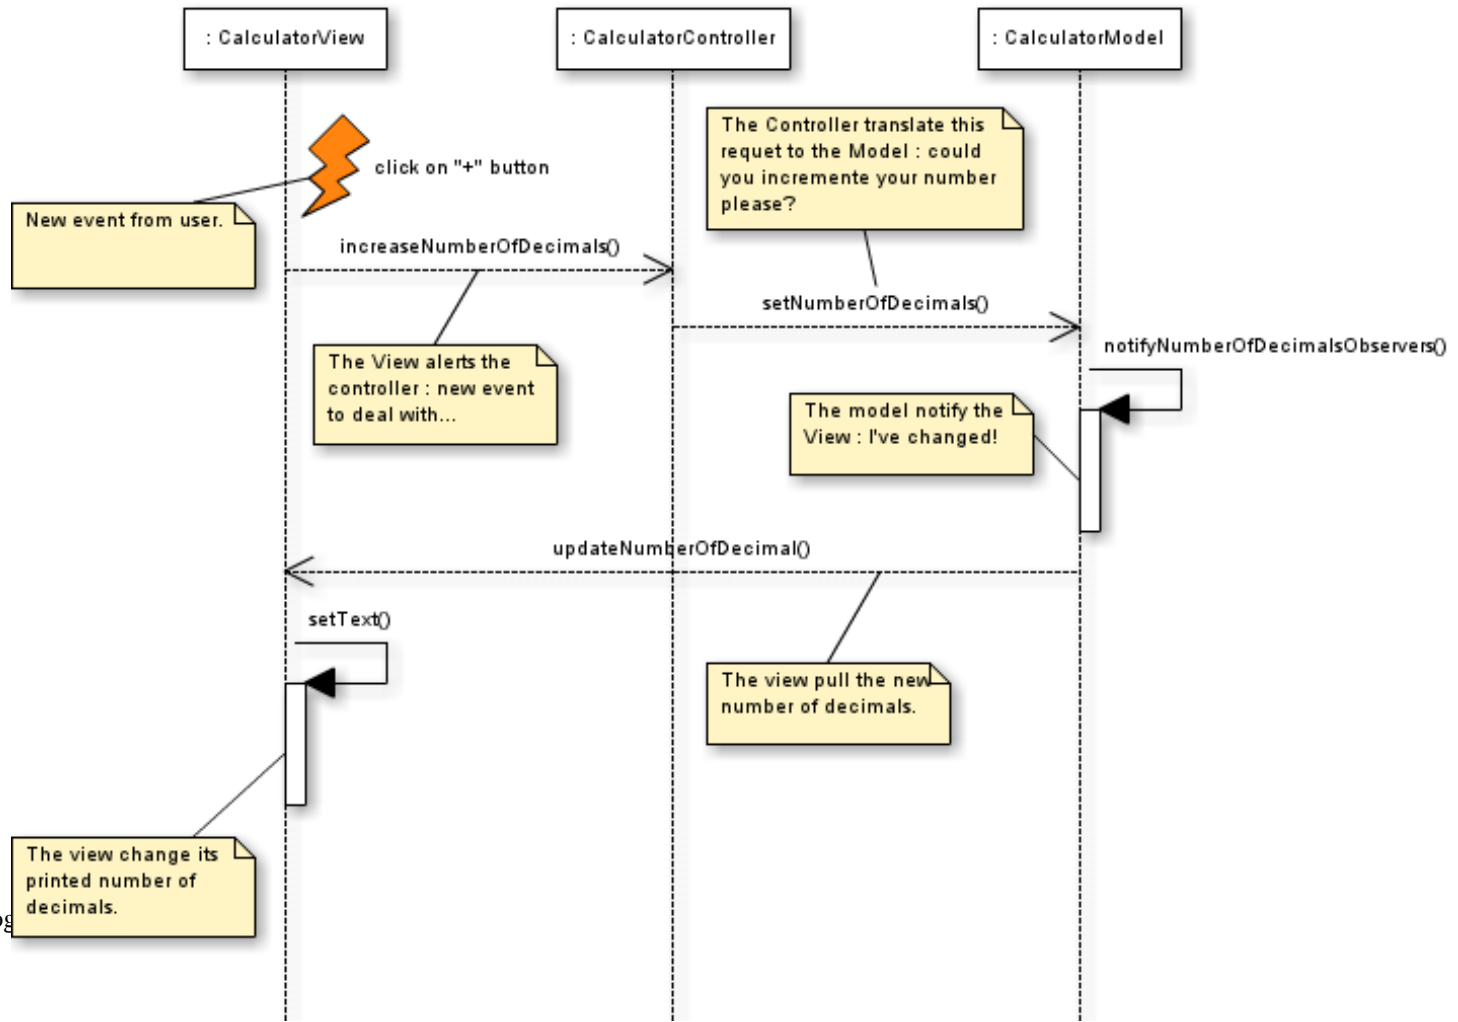 : CalculatorView
: CalculatorController
: CalculatorModel
The Controller translate this
requet to the Model : could
you incremente your number
please?
click on "+" button
New event from user.
increaseNumberOfDecimals()
setNumberOfDecimals()
notifyNumberOfDecimalsObservers()
The View alerts the
controller : new event
to deal with...
The model notify the
View : I've changed!
updateNumberOfDecimal()
setText()
The view pull the new
number of decimals.
The view change its
printed number of
decimals.